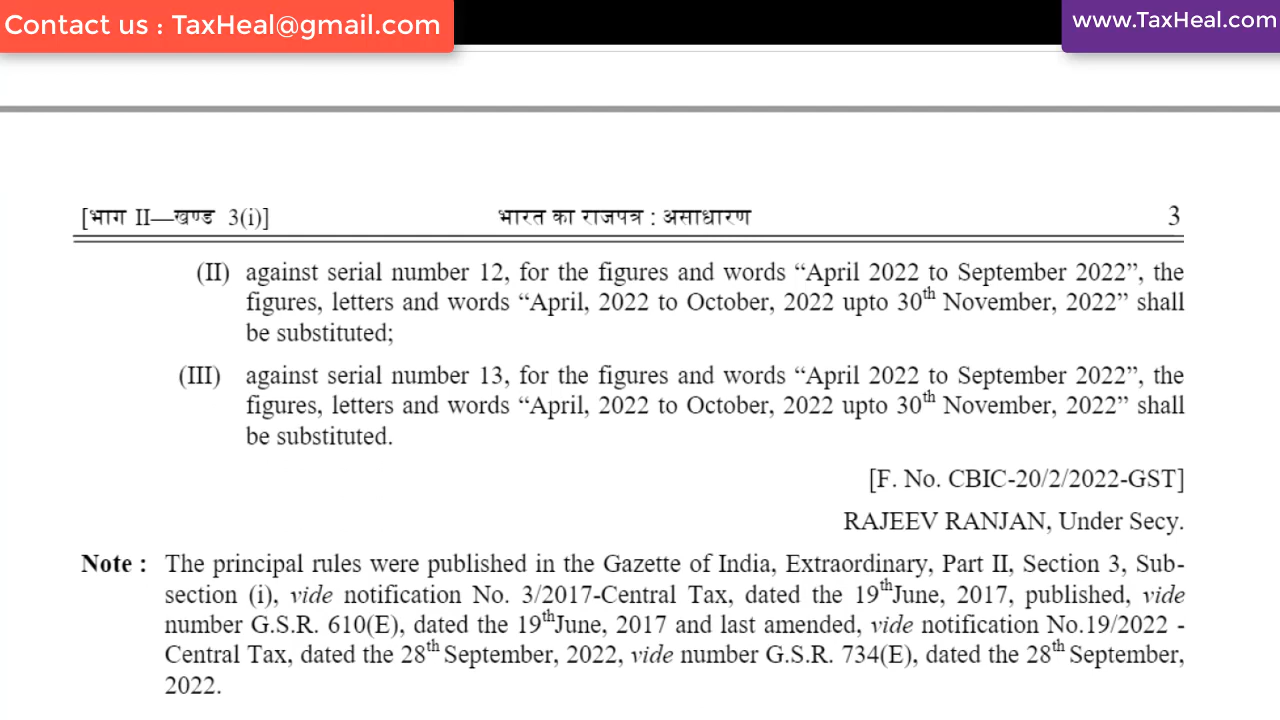 Contact us : TaxHeal@gmail.com
www.TaxHeal.com
[भाग II—खण्ड 3(i)] भारत का राजपत्र : असाधारण 3
(II) against serial number 12, for the figures and words “April 2022 to September 2022”, the
figures, letters and words “April, 2022 to October, 2022 upto 30th November, 2022” shall
be substituted;
(III) against serial number 13, for the figures and words “April 2022 to September 2022”, the
figures, letters and words “April, 2022 to October, 2022 upto 30th November, 2022” shall
be substituted.
[F. No. CBIC-20/2/2022-GST]
RAJEEV RANJAN, Under Secy.
Note : The principal rules were published in the Gazette of India, Extraordinary, Part II, Section 3, Sub-
section (i), vide notification No. 3/2017-Central Tax, dated the 19thJune, 2017, published, vide
number G.S.R. 610(E), dated the 19thJune, 2017 and last amended, vide notification No.19/2022 -
Central Tax, dated the 28th September, 2022, vide number G.S.R. 734(E), dated the 28th September,
2022.